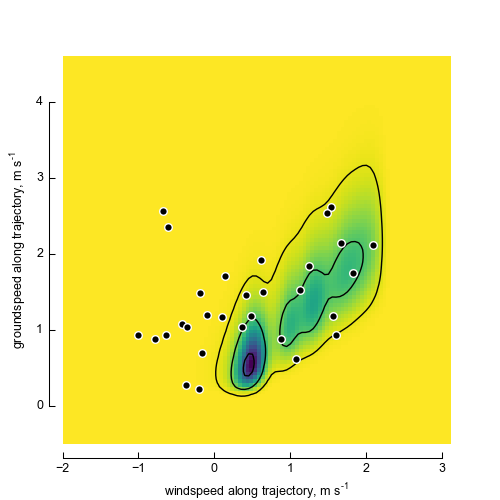 4
3
2
1
0
groundspeed along trajectory, m s⁻¹
−2 −1 0 1 2 3
windspeed along trajectory, m s⁻¹